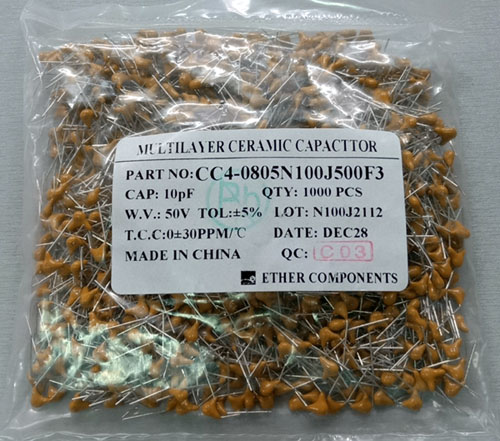 MULTILAYER CERAMIC CAPACTTOR
PART NO:CC4-0805N100J500F3
CAP: 10pF QTY: 1000 PCS
W.V.: 50V TOL:±5% LOT: N100J2112
T.C.C:0±30PPM/℃ DATE: DEC28
MADE IN CHINA QC: C03
ETHER COMPONENTS
Pb